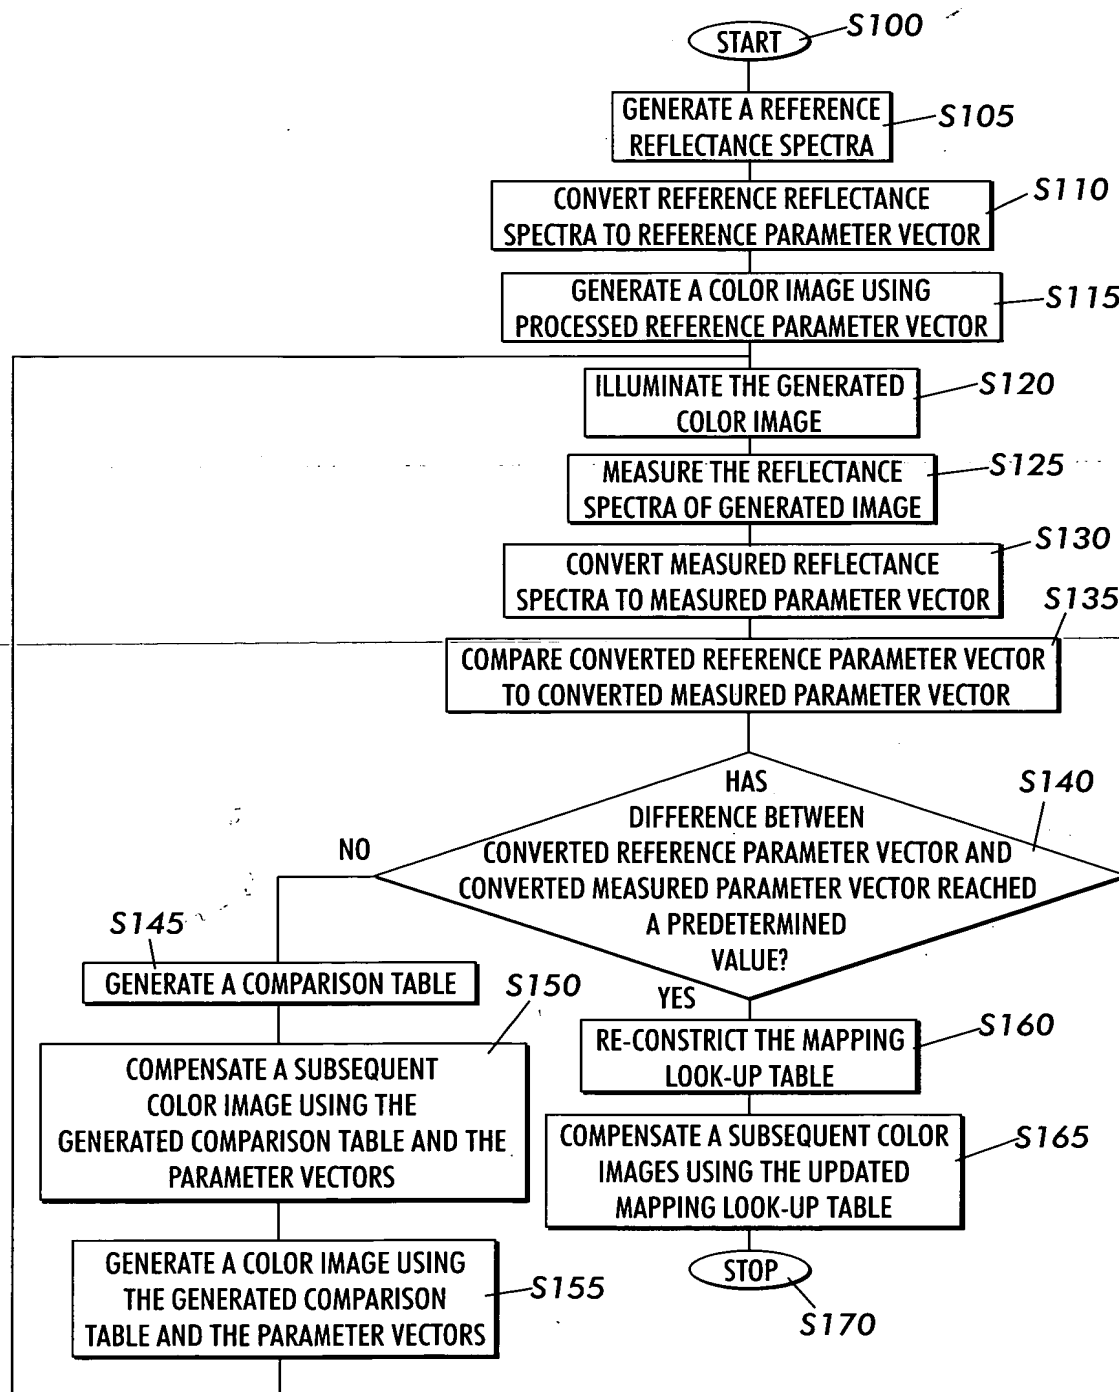 START
S100
GENERATE A REFERENCE
REFLECTANCE SPECTRA
S105
CONVERT REFERENCE REFLECTANCE
SPECTRA TO REFERENCE PARAMETER VECTOR
S110
GENERATE A COLOR IMAGE USING
PROCESSED REFERENCE PARAMETER VECTOR
S115
ILLUMINATE THE GENERATED
COLOR IMAGE
S120
MEASURE THE REFLECTANCE
SPECTRA OF GENERATED IMAGE
S125
CONVERT MEASURED REFLECTANCE
SPECTRA TO MEASURED PARAMETER VECTOR
S130
COMPARE CONVERTED REFERENCE PARAMETER VECTOR
TO CONVERTED MEASURED PARAMETER VECTOR
S135
HAS
DIFFERENCE BETWEEN
CONVERTED REFERENCE PARAMETER VECTOR AND
CONVERTED MEASURED PARAMETER VECTOR REACHED
A PREDETERMINED
VALUE?
S140
NO
S145
GENERATE A COMPARISON TABLE
S150
COMPENSATE A SUBSEQUENT
COLOR IMAGE USING THE
GENERATED COMPARISON TABLE AND THE
PARAMETER VECTORS
GENERATE A COLOR IMAGE USING
THE GENERATED COMPARISON
TABLE AND THE PARAMETER VECTORS
S155
YES
RE-CONSTRICT THE MAPPING
LOOK-UP TABLE
S160
COMPENSATE A SUBSEQUENT COLOR
IMAGES USING THE UPDATED
MAPPING LOOK-UP TABLE
S165
STOP
S170